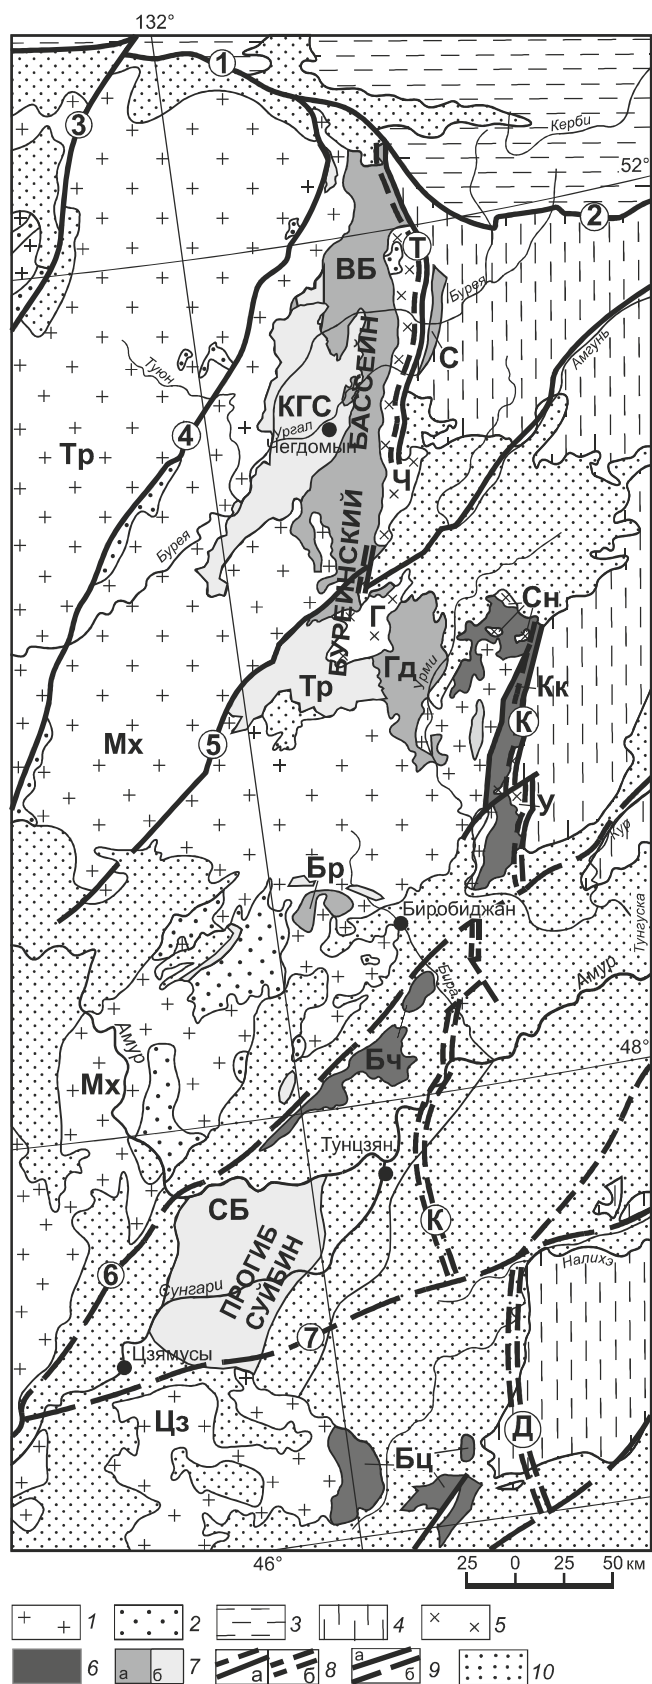 132°
1
3
Керби
52°
2
Т
ВБ
Бурея
С
Амгунь
Туюн
КГС
БАССЕЙН
Ургал
Чегдомын
4
Тр
Ч
Бурея
БУРЕИНСКИЙ
Сн
Г
Гд
Урми
Тр
Кк
К
Мх
5
У
Кур
Бр
Биробиджан
Тунгуска
Бира
Амур
Амур
48°
Бч
Мх
Тунцзян
СБ
К
ПРОГИБ
СУЙБИН
6
Сунгари
Налихэ
7
Цзямусы
Цз
Д
Бц
46°
25 0 25 50 км
1 2 3 4 5
6 а б 7 а б 8 а б 9 10